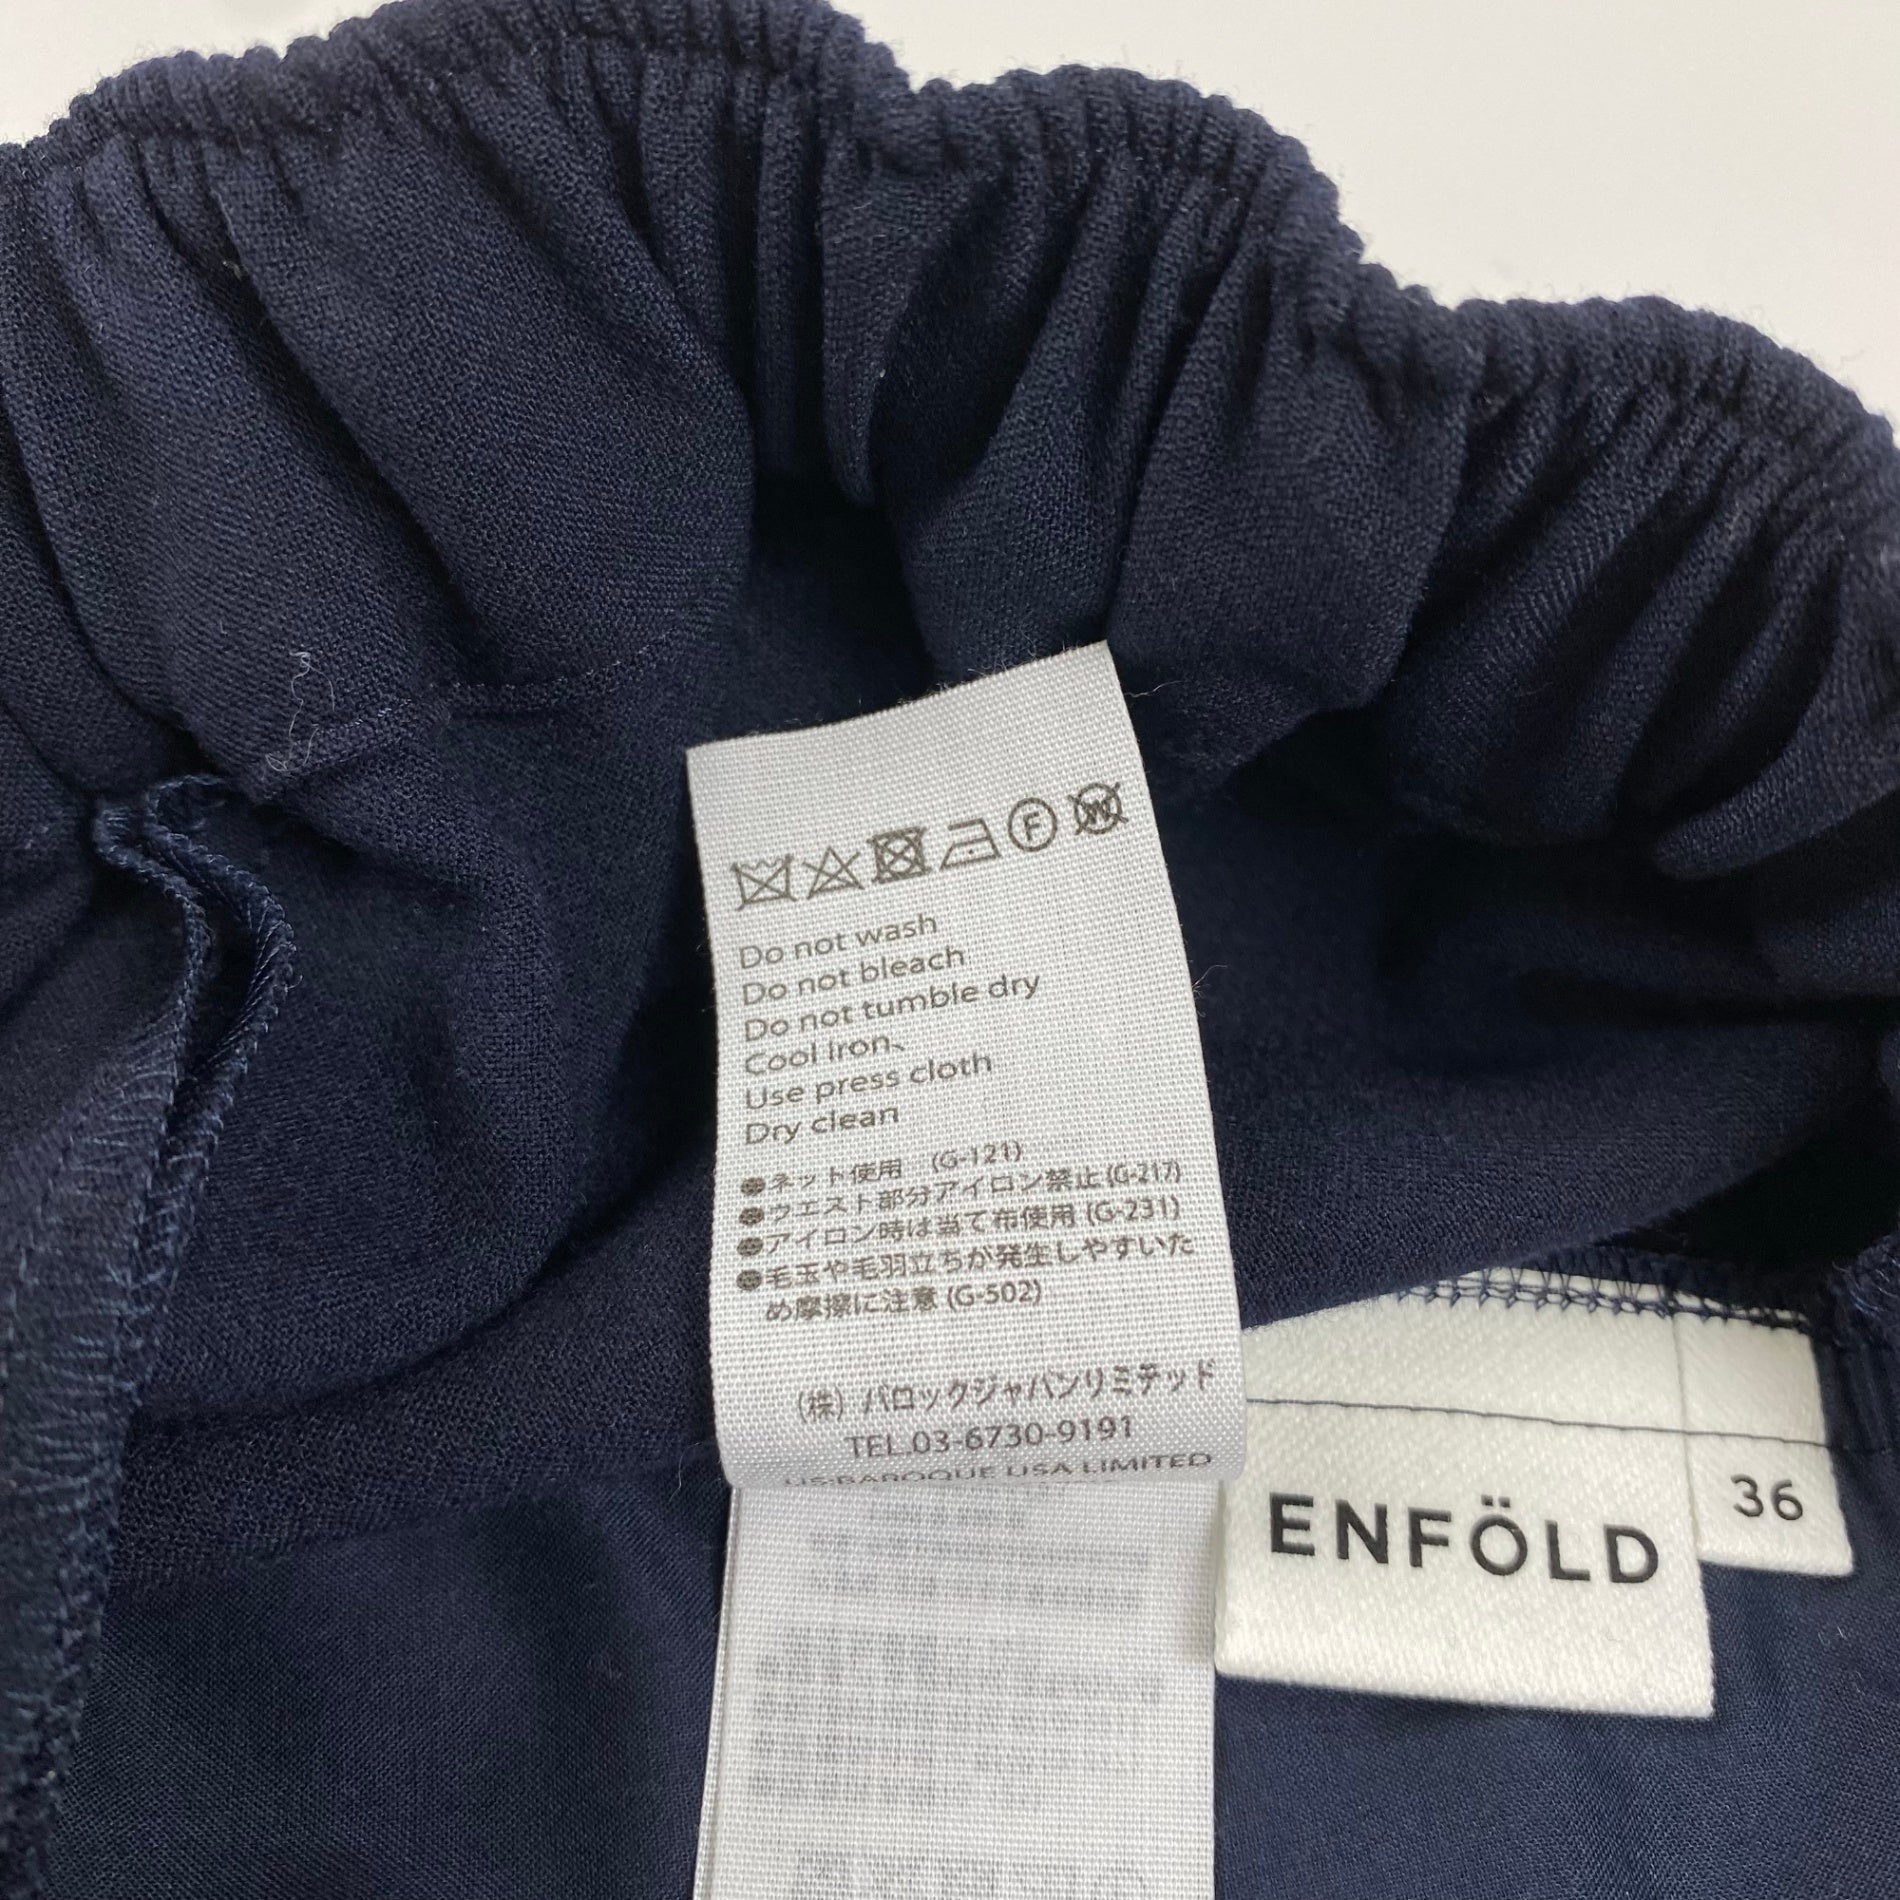 F W
Do not wash
Do not bleach
Do not tumble dry
Cool Iron、
Use press cloth
Dry clean
●ネット使用 (G-121)
●ウエスト部分アイロン禁止 (G-217)
●アイロン時は当て布使用 (G-231)
●毛玉や毛羽立ちが発生しやすいた
め摩擦に注意 (G-502)
(株) バロックジャパンリミテッド
TEL.03-6730-9191
US:BAROQUE USA LIMITED
ENFÖLD
36